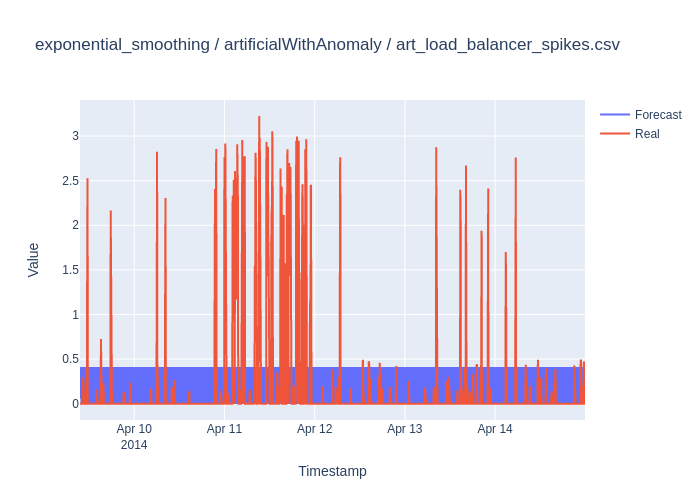 exponential_smoothing / artificialWithAnomaly / art_load_balancer_spikes.csv
Forecast
Real
3
2.5
2
1.5
1
0.5
0
Value
Apr 10
2014
Apr 11
Apr 12
Apr 13
Apr 14
Timestamp